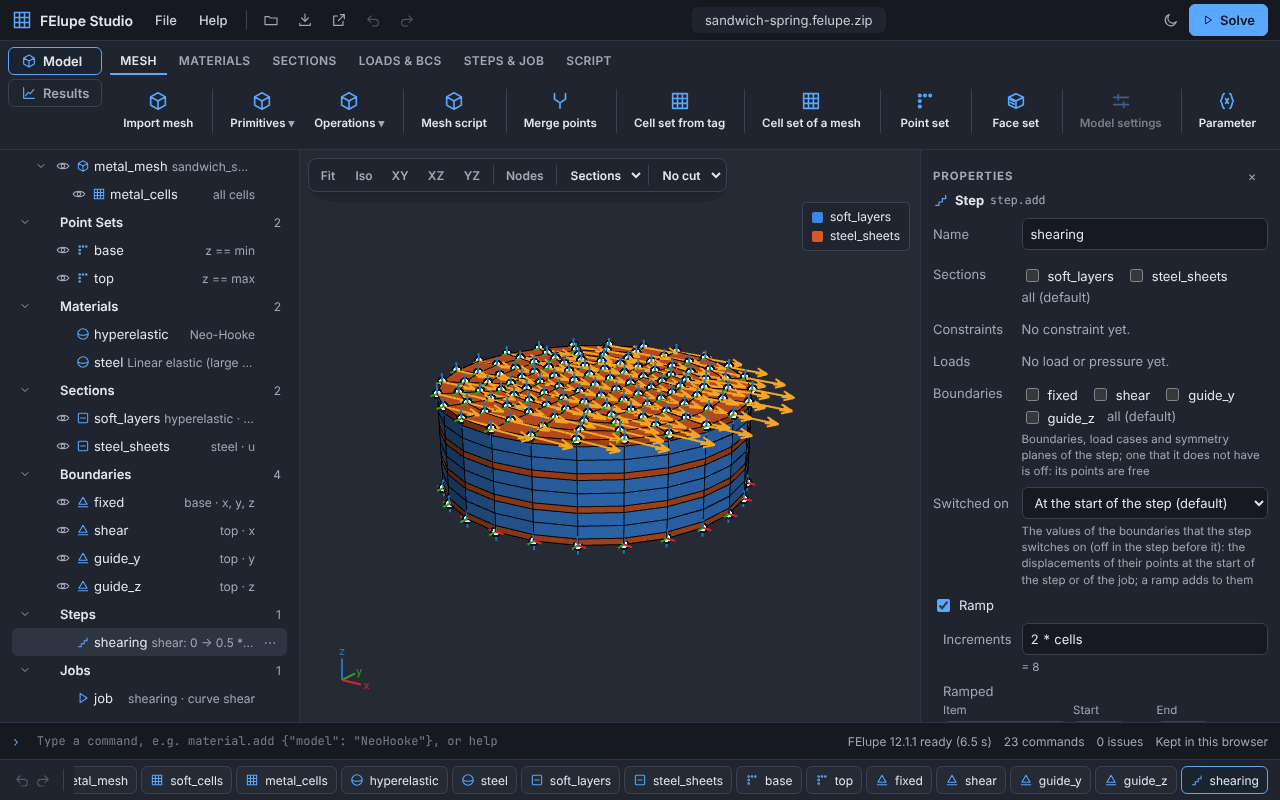 FElupe Studio File Help sandwich-spring.felupe.zip Solve
Model MESH MATERIALS SECTIONS LOADS & BCS STEPS & JOB SCRIPT
Results
Import mesh Primitives ▾ Operations ▾ Mesh script Merge points Cell set from tag Cell set of a mesh Point set Face set Model settings Parameter
metal_mesh sandwich_s...
metal_cells all cells
Point Sets 2
base z == min
top z == max
Materials 2
hyperelastic Neo-Hooke
steel Linear elastic (large ...
Sections 2
soft_layers hyperelastic · ...
steel_sheets steel · u
Boundaries 4
fixed base · x, y, z
shear top · x
guide_y top · y
guide_z top · z
Steps 1
shearing shear: 0 → 0.5 *... ···
Jobs 1
job shearing · curve shear
Fit Iso XY XZ YZ Nodes Sections No cut
soft_layers
steel_sheets
z
y
x
PROPERTIES ×
Step step.add
Name shearing
Sections soft_layers steel_sheets
all (default)
Constraints No constraint yet.
Loads No load or pressure yet.
Boundaries fixed shear guide_y
guide_z all (default)
Boundaries, load cases and symmetry
planes of the step; one that it does not have
is off: its points are free
Switched on At the start of the step (default)
The values of the boundaries that the step
switches on (off in the step before it): the
displacements of their points at the start of
the step or of the job; a ramp adds to them
Ramp
Increments 2 * cells
= 8
Ramped
Item Start End
› Type a command, e.g. material.add {"model": "NeoHooke"}, or help FElupe 12.1.1 ready (6.5 s) 23 commands 0 issues Kept in this browser
etal_mesh soft_cells metal_cells hyperelastic steel soft_layers steel_sheets base top fixed shear guide_y guide_z shearing